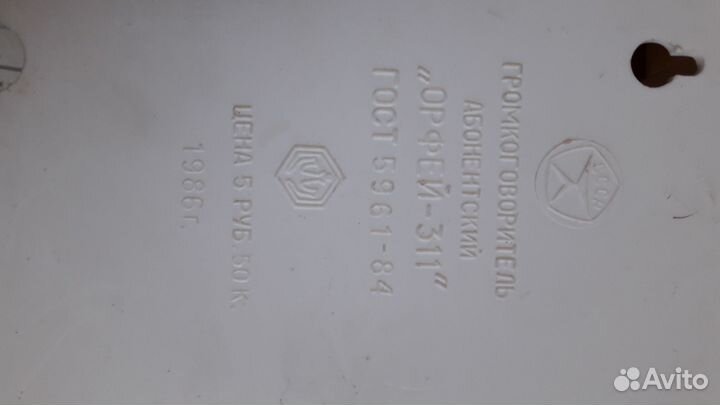 ГРОМКОГОВОРИТЕЛЬ
АБОНЕНТСКИЙ
„ОРФЕЙ-311"
ГОСТ 5961-84
ЦЕНА 5 РУБ. 50 К.
1986г.
Avito